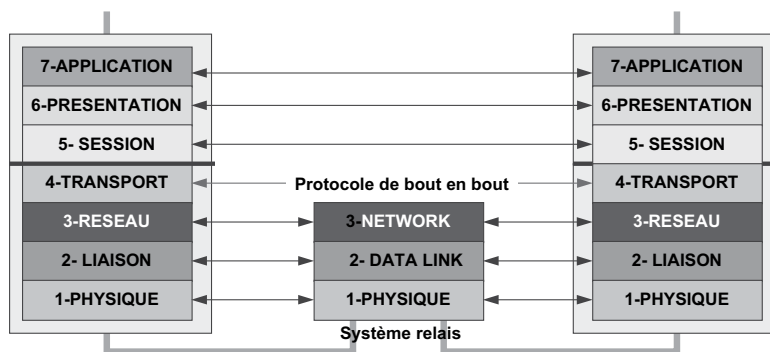 7-APPLICATION
7-APPLICATION
6-PRESENTATION
6-PRESENTATION
5- SESSION
5- SESSION
4-TRANSPORT
Protocole de bout en bout
4-TRANSPORT
3-RESEAU
3-NETWORK
3-RESEAU
2- LIAISON
2- DATA LINK
2- LIAISON
1-PHYSIQUE
1-PHYSIQUE
1-PHYSIQUE
Système relais